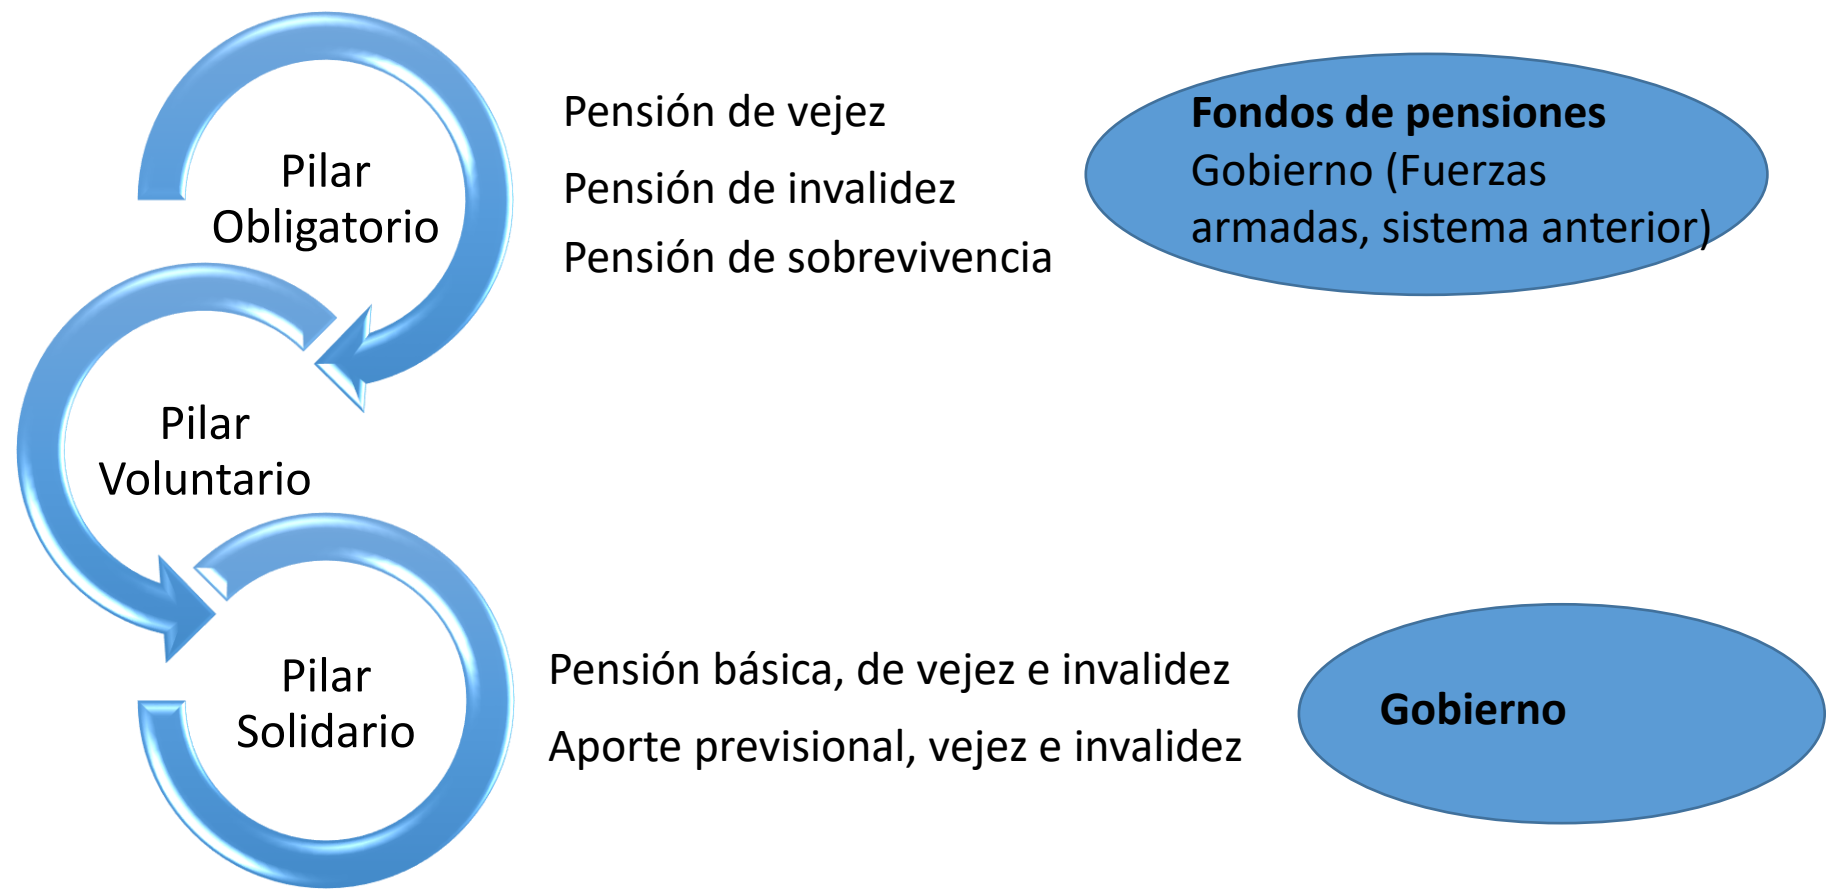 Pilar
Obligatorio
Pensión de vejez
Pensión de invalidez
Pensión de sobrevivencia
Fondos de pensiones
Gobierno (Fuerzas
armadas, sistema anterior)
Pilar
Voluntario
Pilar
Solidario
Pensión básica, de vejez e invalidez
Aporte previsional, vejez e invalidez
Gobierno